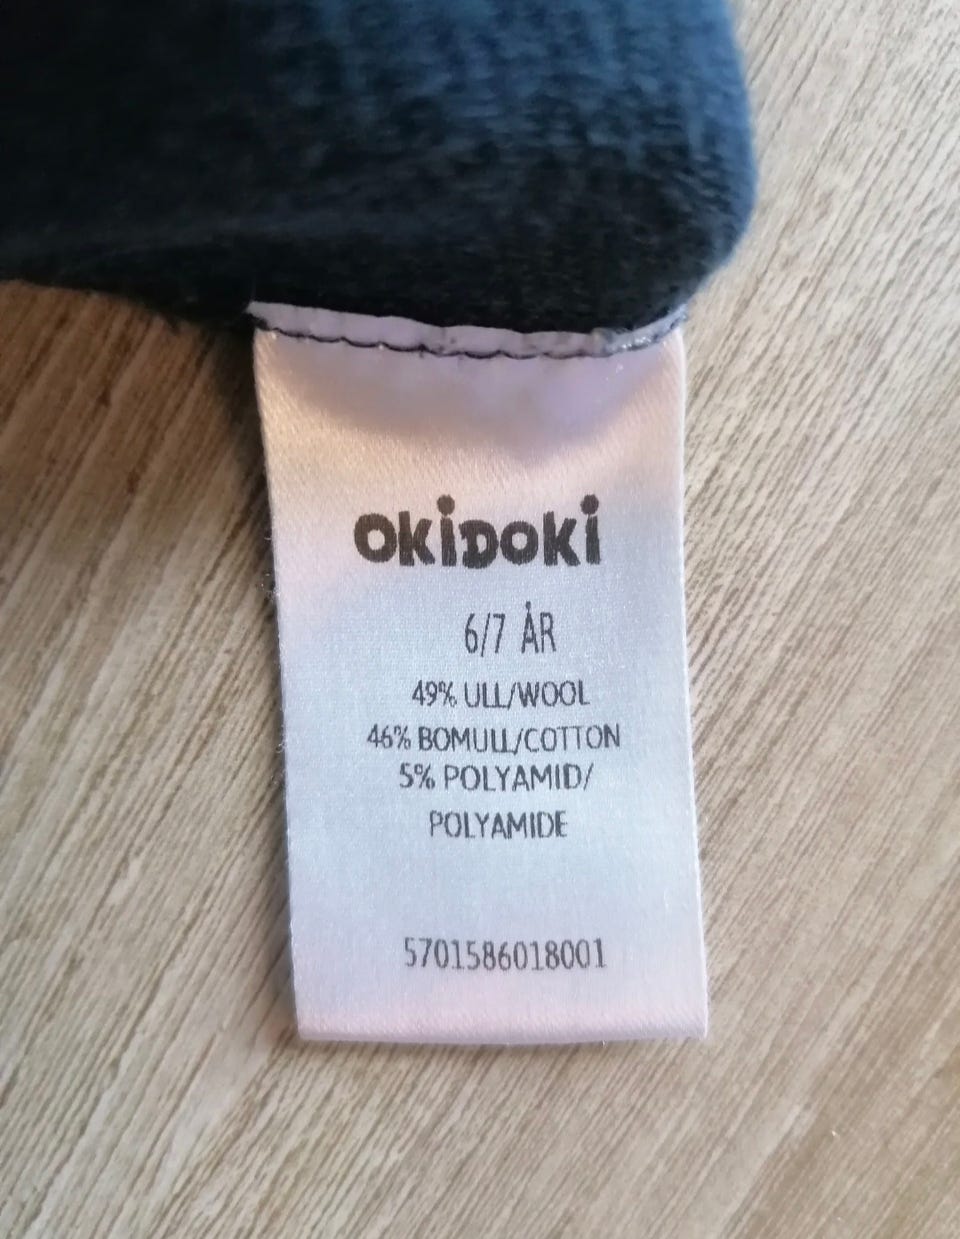 OKiDOKi
6/7 ÅR
49% ULL/WOOL
46% BOMULL/COTTON
5% POLYAMID/
POLYAMIDE
5701586018001